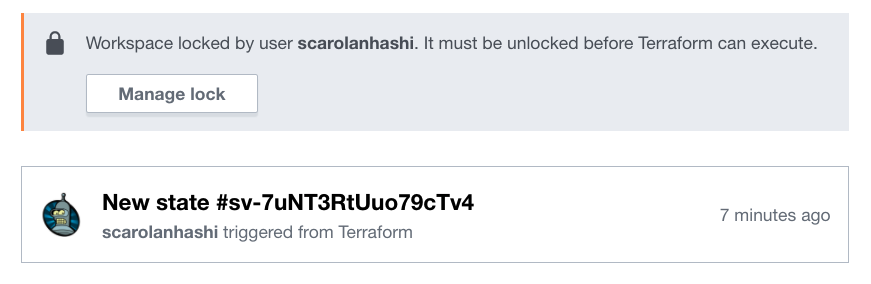 Workspace locked by user scarolanhashi. It must be unlocked before Terraform can execute.
Manage lock
New state #sv-7uNT3RtUuo79cTv4
scarolanhashi triggered from Terraform
7 minutes ago